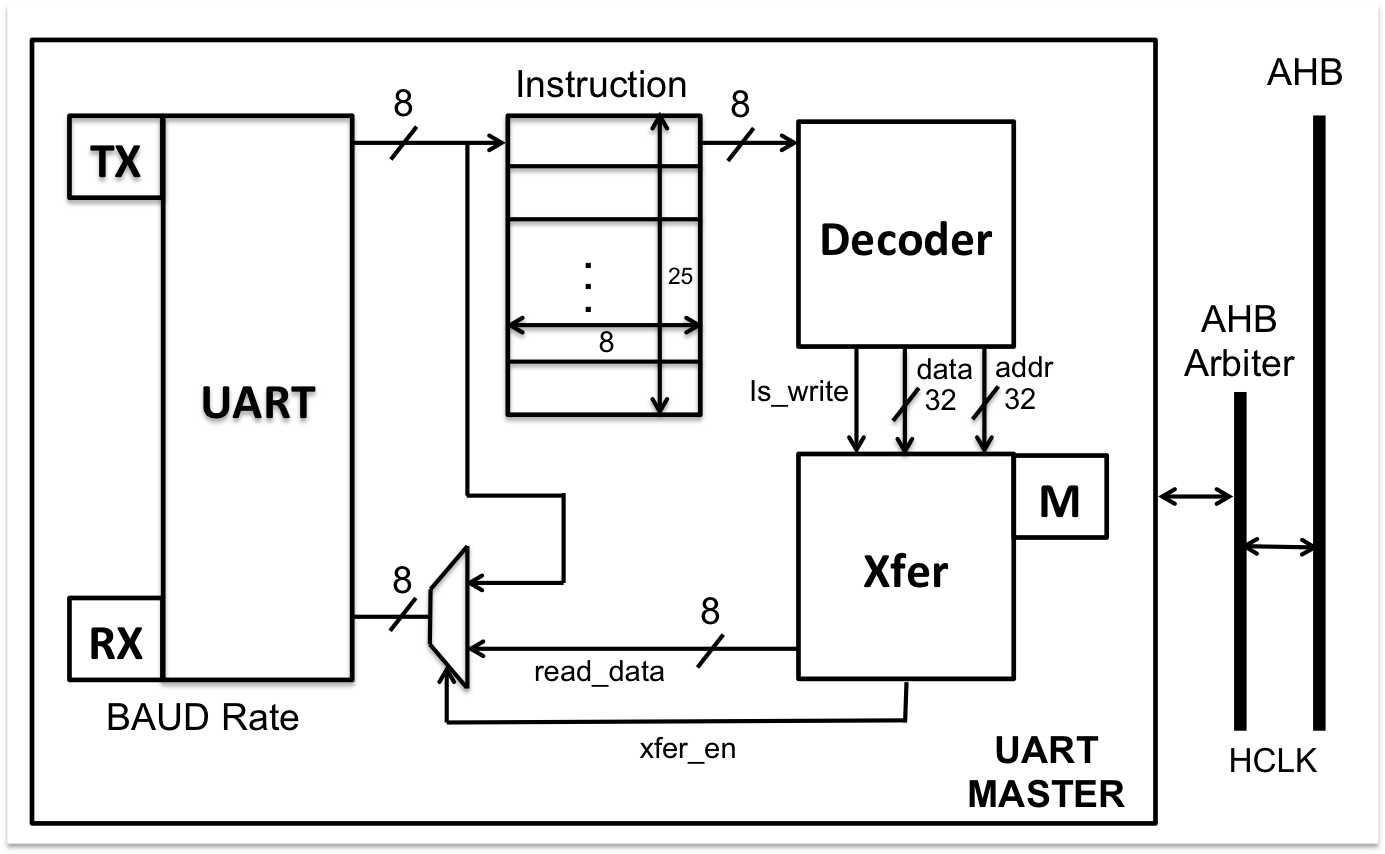 AHB
Instruction
8
8
TX
Decoder
25
8
AHB
Arbiter
UART
Is_write
data
32
addr
32
M
Xfer
8
8
RX
read_data
BAUD Rate
xfer_en
UART
MASTER
HCLK